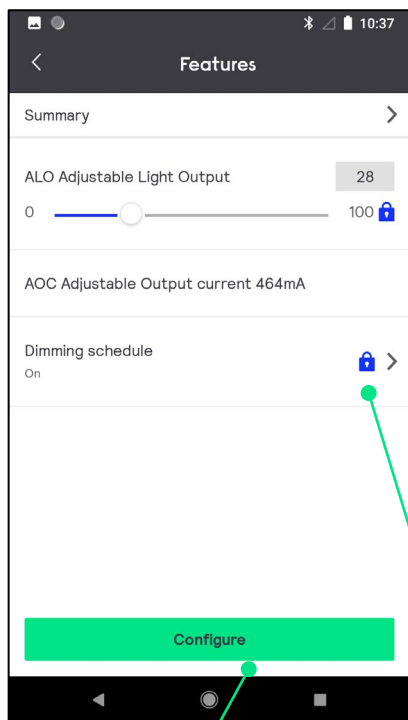 10:37
Features
Summary
ALO Adjustable Light Output 28
0 100
AOC Adjustable Output current 464mA
Dimming schedule
On
Configure